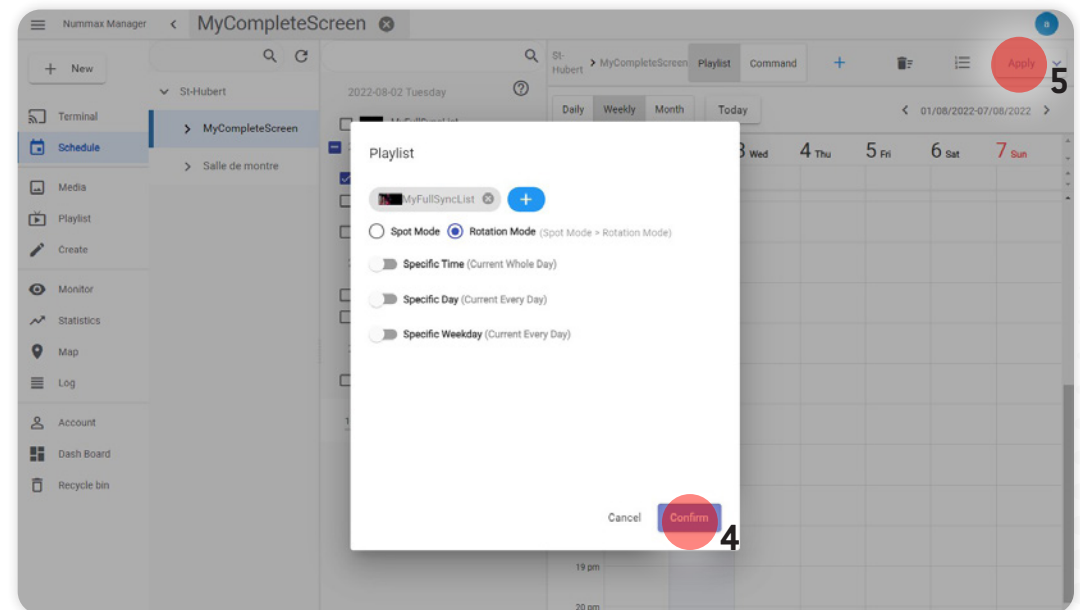 Nummax Manager
MyCompleteScreen
a
New
Terminal
Schedule
Media
Playlist
Create
Monitor
Statistics
Map
Log
Account
Dash Board
Recycle bin
St-Hubert
MyCompleteScreen
Salle de montre
2022-08-02 Tuesday
MyFullSyncList
St-
Hubert
MyCompleteScreen
Playlist
Command
Apply
5
Daily
Weekly
Month
Today
01/08/2022-07/08/2022
3 Wed
4 Thu
5 Fri
6 Sat
7 Sun
Playlist
MyFullSyncList
Spot Mode
Rotation Mode (Spot Mode > Rotation Mode)
Specific Time (Current Whole Day)
Specific Day (Current Every Day)
Specific Weekday (Current Every Day)
Cancel
Confirm
4
19 pm
20 pm